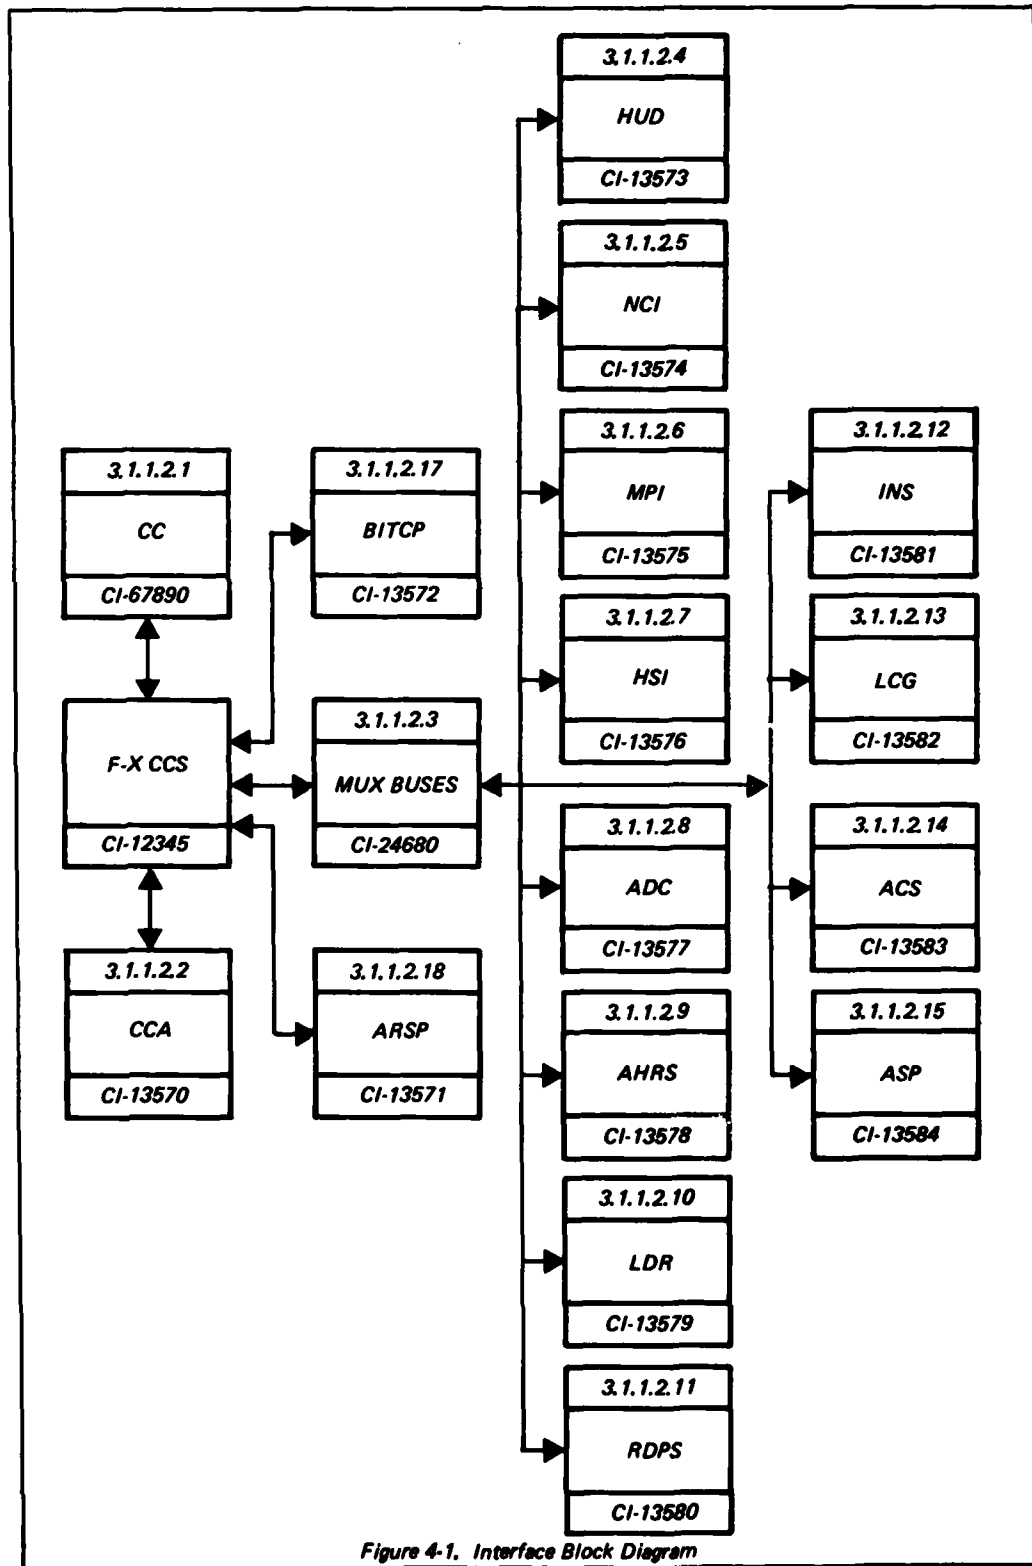 3.1.1.2.4
HUD
CI-13573
3.1.1.2.5
NCI
CI-13574
3.1.1.2.6
MPI
CI-13575
3.1.1.2.12
INS
CI-13581
3.1.1.2.1
CC
CI-67890
3.1.1.2.17
BITCP
CI-13572
3.1.1.2.7
HSI
CI-13576
3.1.1.2.13
LCG
CI-13582
F-X CCS
CI-12345
3.1.1.2.3
MUX BUSES
CI-24680
3.1.1.2.8
ADC
CI-13577
3.1.1.2.14
ACS
CI-13583
3.1.1.2.2
CCA
CI-13570
3.1.1.2.18
ARSP
CI-13571
3.1.1.2.9
AHRS
CI-13578
3.1.1.2.15
ASP
CI-13584
3.1.1.2.10
LDR
CI-13579
3.1.1.2.11
RDPS
CI-13580
Figure 4-1. Interface Block Diagram